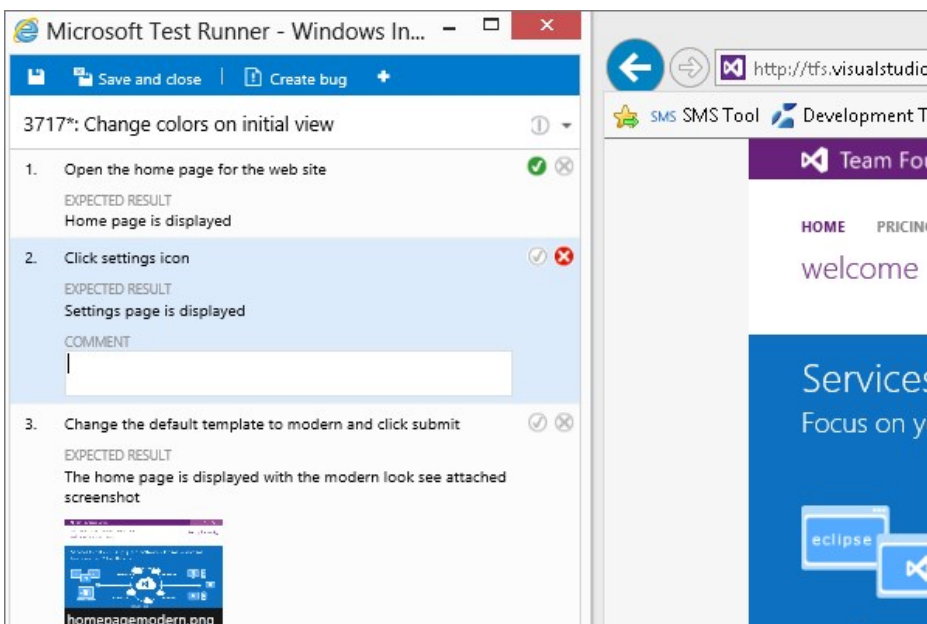 Microsoft Test Runner - Windows In...
Save and close
Create bug
3717*: Change colors on initial view
1. Open the home page for the web site
EXPECTED RESULT
Home page is displayed
2. Click settings icon
EXPECTED RESULT
Settings page is displayed
COMMENT
3. Change the default template to modern and click submit
EXPECTED RESULT
The home page is displayed with the modern look see attached
screenshot
homepagemodern.png
http://tfs.visualstudio
SMS SMS Tool Development T
Team Fou
HOME PRICING
welcome
Services
Focus on y
eclipse